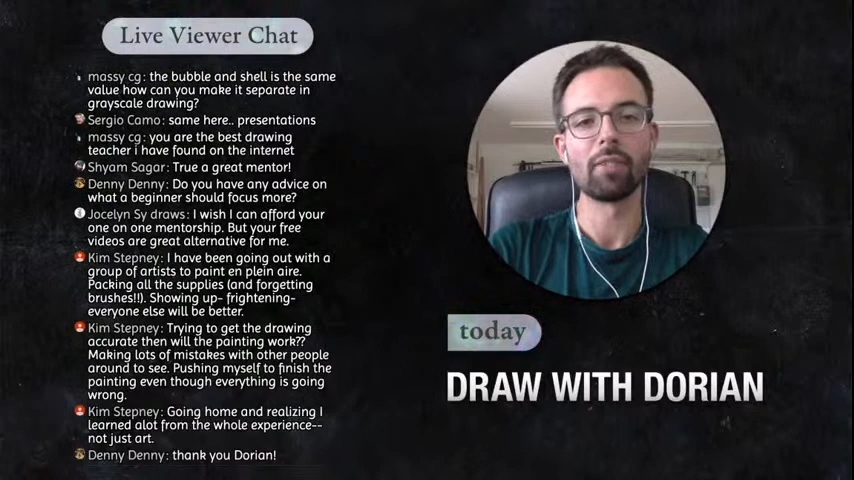 Live Viewer Chat
massy cg: the bubble and shell is the same
value how can you make it separate in
grayscale drawing?
Sergio Camo: same here.. presentations
massy cg: you are the best drawing
teacher i have found on the internet
Shyam Sagar: True a great mentor!
Denny Denny: Do you have any advice on
what a beginner should focus more?
Jocelyn Sy draws: I wish I can afford your
one on one mentorship. But your free
videos are great alternative for me.
Kim Stepney: I have been going out with a
group of artists to paint en plein aire.
Packing all the supplies (and forgetting
brushes!!). Showing up- frightening-
everyone else will be better.
Kim Stepney: Trying to get the drawing
accurate then will the painting work??
Making lots of mistakes with other people
around to see. Pushing myself to finish the
painting even though everything is going
wrong.
Kim Stepney: Going home and realizing I
learned alot from the whole experience--
not just art.
Denny Denny: thank you Dorian!
today
DRAW WITH DORIAN